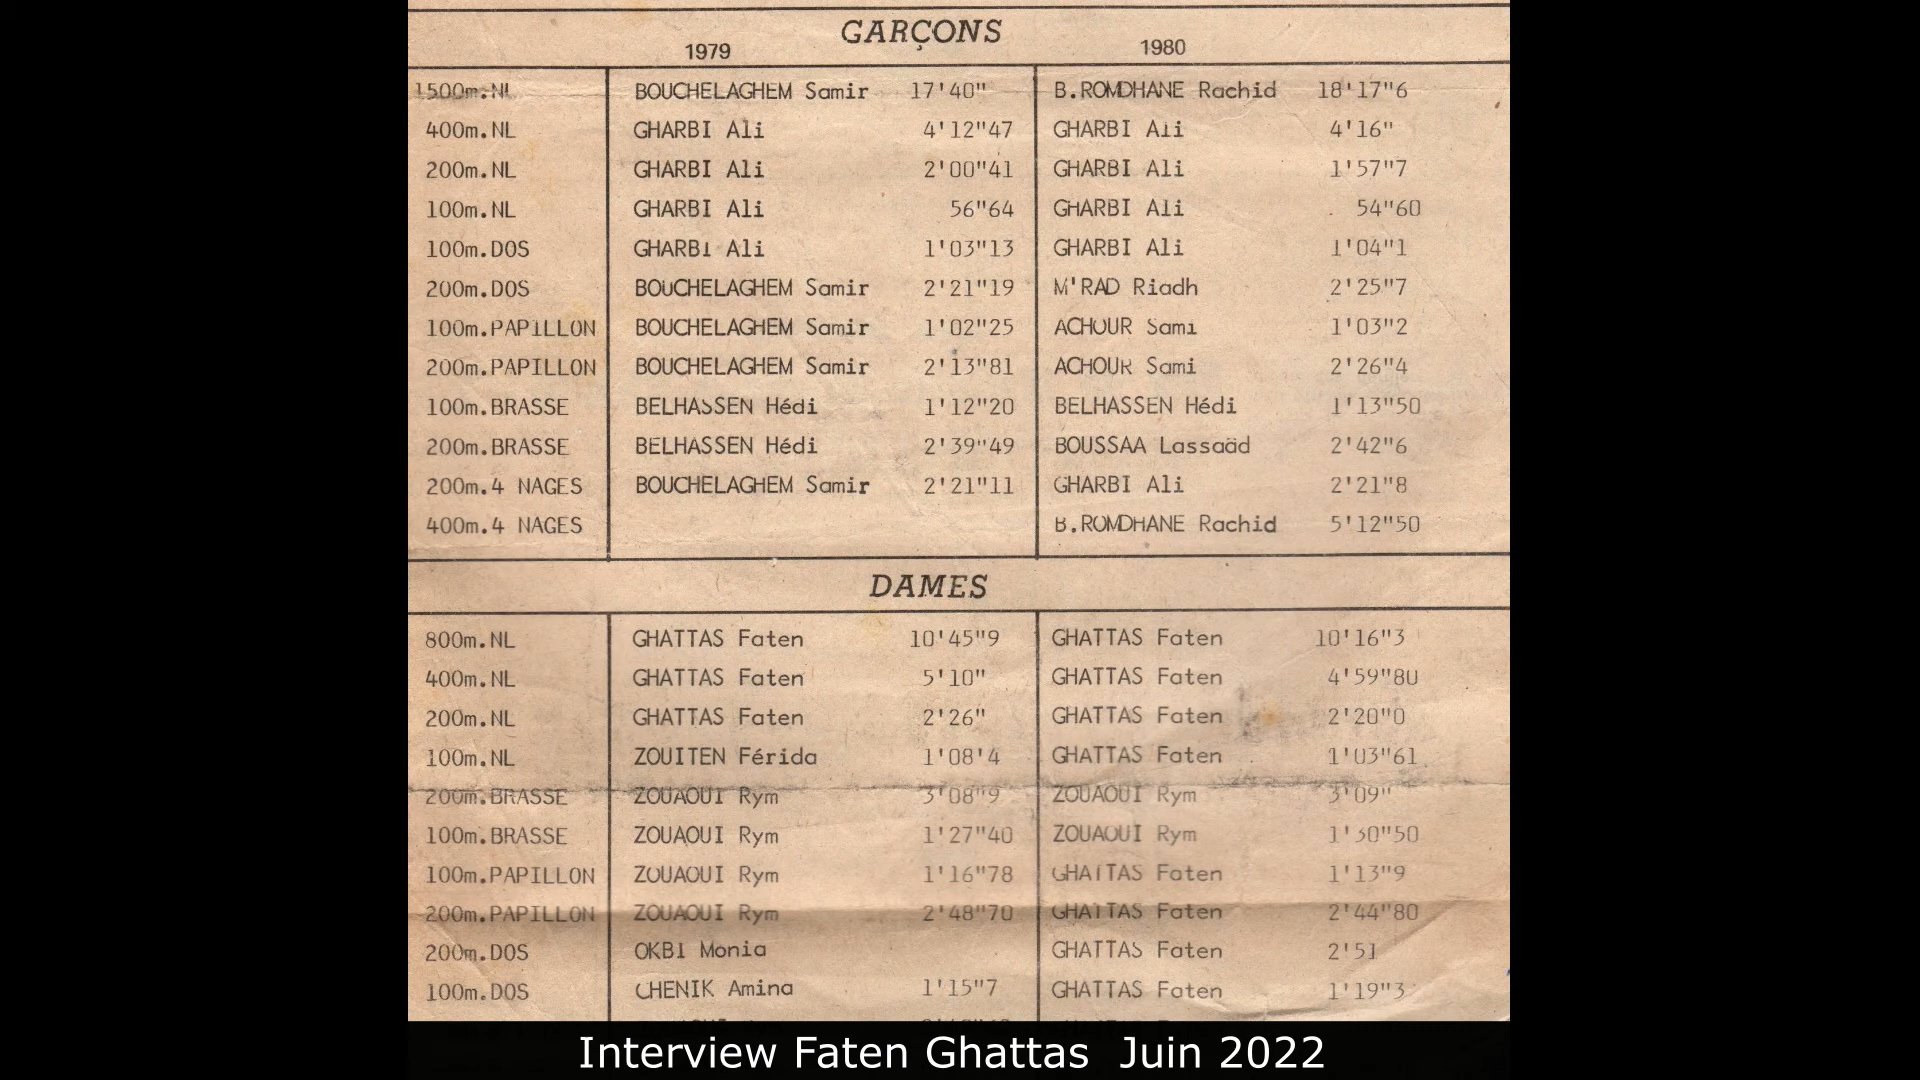 GARÇONS
1979 1980
1500m.NL BOUCHELAGHEM Samir 17'40" B.ROMDHANE Rachid 18'17"6
400m.NL GHARBI Ali 4'12"47 GHARBI Ali 4'16"
200m.NL GHARBI Ali 2'00"41 GHARBI Ali 1'57"7
100m.NL GHARBI Ali 56"64 GHARBI Ali 54"60
100m.DOS GHARBI Ali 1'03"13 GHARBI Ali 1'04"1
200m.DOS BOUCHELAGHEM Samir 2'21"19 M'RAD Riadh 2'25"7
100m.PAPILLON BOUCHELAGHEM Samir 1'02"25 ACHOUR Sami 1'03"2
200m.PAPILLON BOUCHELAGHEM Samir 2'13"81 ACHOUR Sami 2'26"4
100m.BRASSE BELHASSEN Hédi 1'12"20 BELHASSEN Hédi 1'13"50
200m.BRASSE BELHASSEN Hédi 2'39"49 BOUSSAA Lassaäd 2'42"6
200m.4 NAGES BOUCHELAGHEM Samir 2'21"11 GHARBI Ali 2'21"8
400m.4 NAGES B.ROMDHANE Rachid 5'12"50
DAMES
800m.NL GHATTAS Faten 10'45"9 GHATTAS Faten 10'16"3
400m.NL GHATTAS Faten 5'10" GHATTAS Faten 4'59"80
200m.NL GHATTAS Faten 2'26" GHATTAS Faten 2'20"0
100m.NL ZOUITEN Férida 1'08'4 GHATTAS Faten 1'03"61
200m.BRASSE ZOUAOUI Rym 3'08"9 ZOUAOUI Rym 3'09"
100m.BRASSE ZOUAOUI Rym 1'27"40 ZOUAOUI Rym 1'30"50
100m.PAPILLON ZOUAOUI Rym 1'16"78 GHATTAS Faten 1'13"9
200m.PAPILLON ZOUAOUI Rym 2'48"70 GHATTAS Faten 2'44"80
200m.DOS OKBI Monia GHATTAS Faten 2'51
100m.DOS CHENIK Amina 1'15"7 GHATTAS Faten 1'19"3
Interview Faten Ghattas Juin 2022